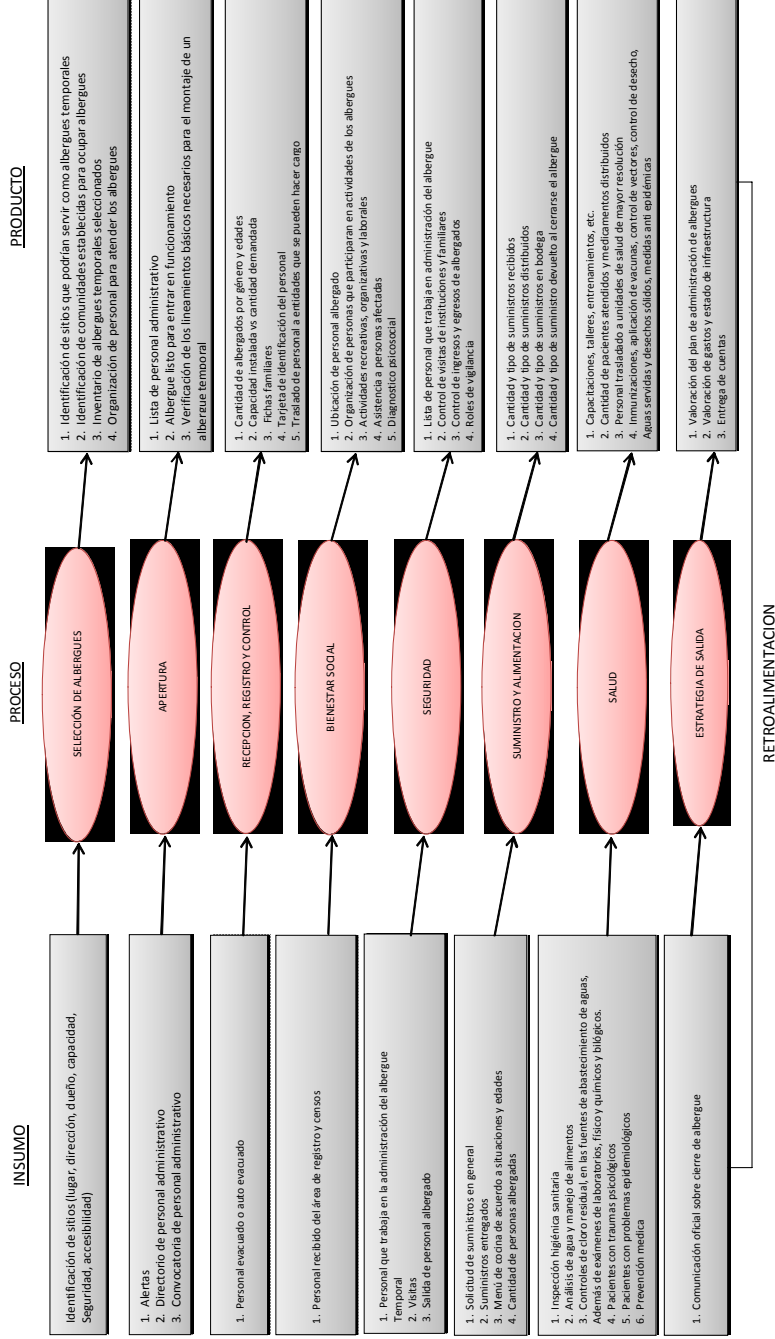 INSUMO
PROCESO
PRODUCTO
Identificación de sitios (lugar, dirección, dueño, capacidad,
Seguridad, accesibilidad)
SELECCIÓN DE ALBERGUES
1. Identificación de sitios que podrían servir como albergues temporales
2. Identificación de comunidades establecidas para ocupar albergues
3. Inventario de albergues temporales seleccionados
4. Organización de personal para atender los albergues
1. Alertas
2. Directorio de personal administrativo
3. Convocatoria de personal administrativo
APERTURA
1. Lista de personal administrativo
2. Albergue listo para entrar en funcionamiento
3. Verificación de los lineamientos básicos necesarios para el montaje de un
albergue temporal
1. Personal evacuado o auto evacuado
RECEPCION, REGISTRO Y CONTROL
1. Cantidad de albergados por género y edades
2. Capacidad instalada vs cantidad demandada
3. Fichas familiares
4. Tarjeta de identificación del personal
5. Traslado de personal a entidades que se pueden hacer cargo
1. Personal recibido del área de registro y censos
BIENESTAR SOCIAL
1. Ubicación de personal albergado
2. Organización de personas que participaran en actividades de los albergues
3. Actividades recreativas, organizativas y laborales
4. Asistencia a personas afectadas
5. Diagnostico psicosocial
1. Personal que trabaja en la administración del albergue
Temporal
2. Visitas
3. Salida de personal albergado
SEGURIDAD
1. Lista de personal que trabaja en administración del albergue
2. Control de visitas de instituciones y familiares
3. Control de ingresos y egresos de albergados
4. Roles de vigilancia
1. Solicitud de suministros en general
2. Suministros entregados
3. Menú de cocina de acuerdo a situaciones y edades
4. Cantidad de personas albergadas
SUMINISTRO Y ALIMENTACION
1. Cantidad y tipo de suministros recibidos
2. Cantidad y tipo de suministros distribuidos
3. Cantidad y tipo de suministros en bodega
4. Cantidad y tipo de suministro devuelto al cerrarse el albergue
1. Inspección higiénica sanitaria
2. Análisis de agua y manejo de alimentos
3. Controles de cloro residual, en las fuentes de abastecimiento de aguas,
Además de exámenes de laboratorios, físico y químicos y bilógicos.
4. Pacientes con traumas psicológicos
5. Pacientes con problemas epidemiológicos
6. Prevención medica
SALUD
1. Capacitaciones, talleres, entrenamientos, etc.
2. Cantidad de pacientes atendidos y medicamentos distribuidos
3. Personal trasladado a unidades de salud de mayor resolución
4. Inmunizaciones, aplicación de vacunas, control de vectores, control de desecho,
Aguas servidas y desechos sólidos, medidas anti epidémicas
1. Comunicación oficial sobre cierre de albergue
ESTRATEGIA DE SALIDA
1. Valoración del plan de administración de albergues
2. Valoración de gastos y estado de infraestructura
3. Entrega de cuentas
RETROALIMENTACION